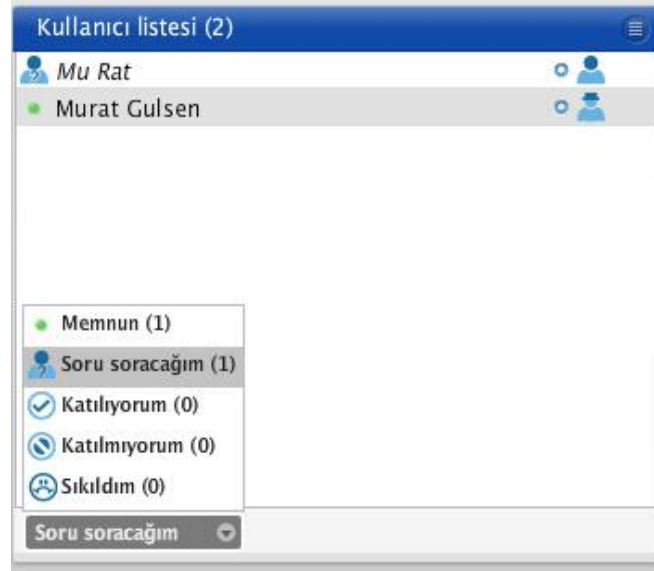 Kullanıcı listesi (2)
Mu Rat
Murat Gulsen
Memnun (1)
Soru soracağım (1)
Katılıyorum (0)
Katılmıyorum (0)
Sıkıldım (0)
Soru soracağım